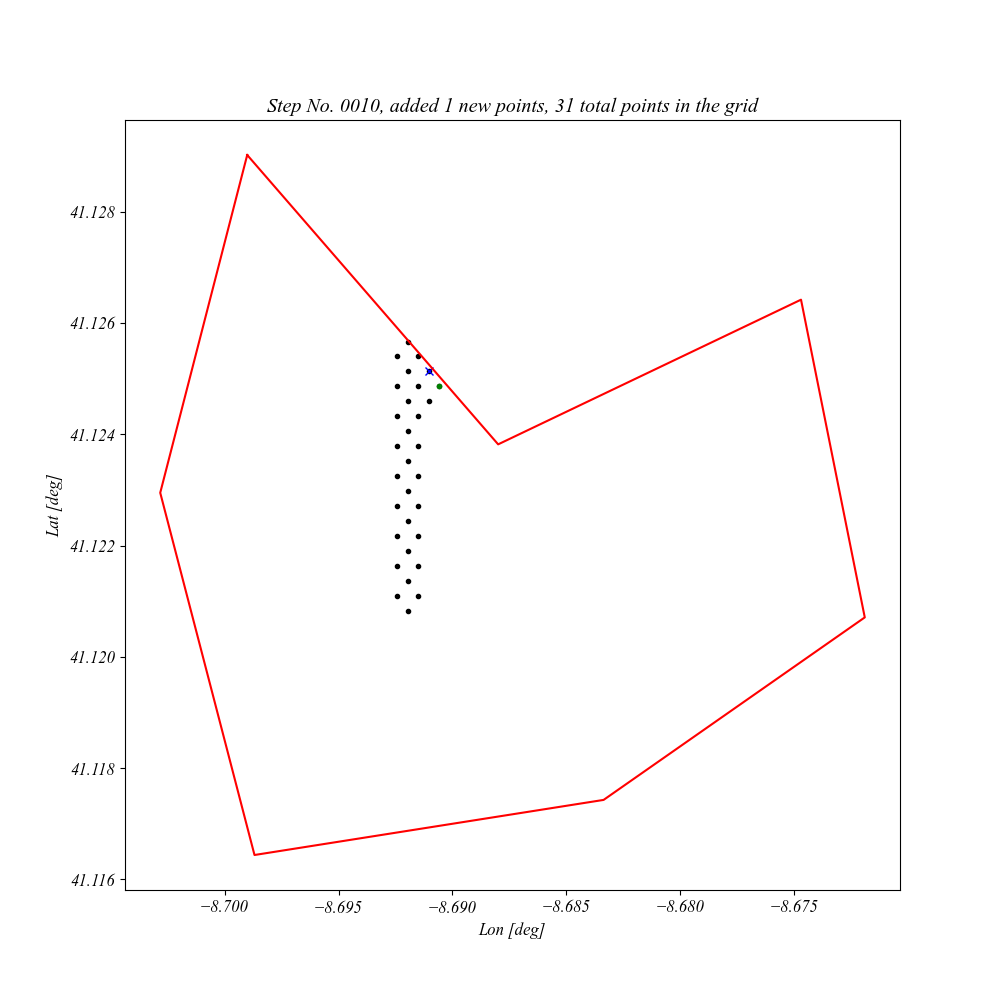 Step No. 0010, added 1 new points, 31 total points in the grid
41.128
41.126
41.124
41.122
41.120
41.118
41.116
Lat [deg]
−8.700 −8.695 −8.690 −8.685 −8.680 −8.675
Lon [deg]